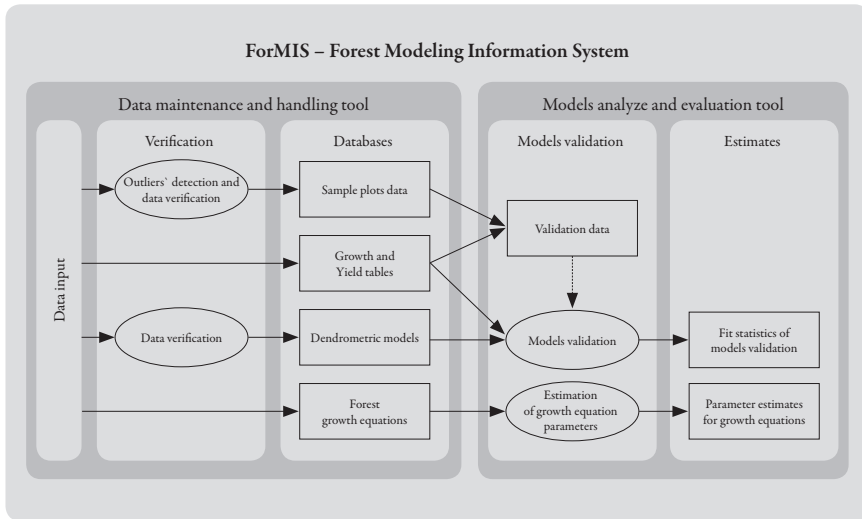 ForMIS – Forest Modeling Information System
Data maintenance and handling tool
Models analyze and evaluation tool
Data input
Verification
Databases
Models validation
Estimates
Outliers` detection and
data verification
Sample plots data
Validation data
Growth and
Yield tables
Data verification
Dendrometric models
Models validation
Fit statistics of
models validation
Forest
growth equations
Estimation
of growth equation
parameters
Parameter estimates
for growth equations